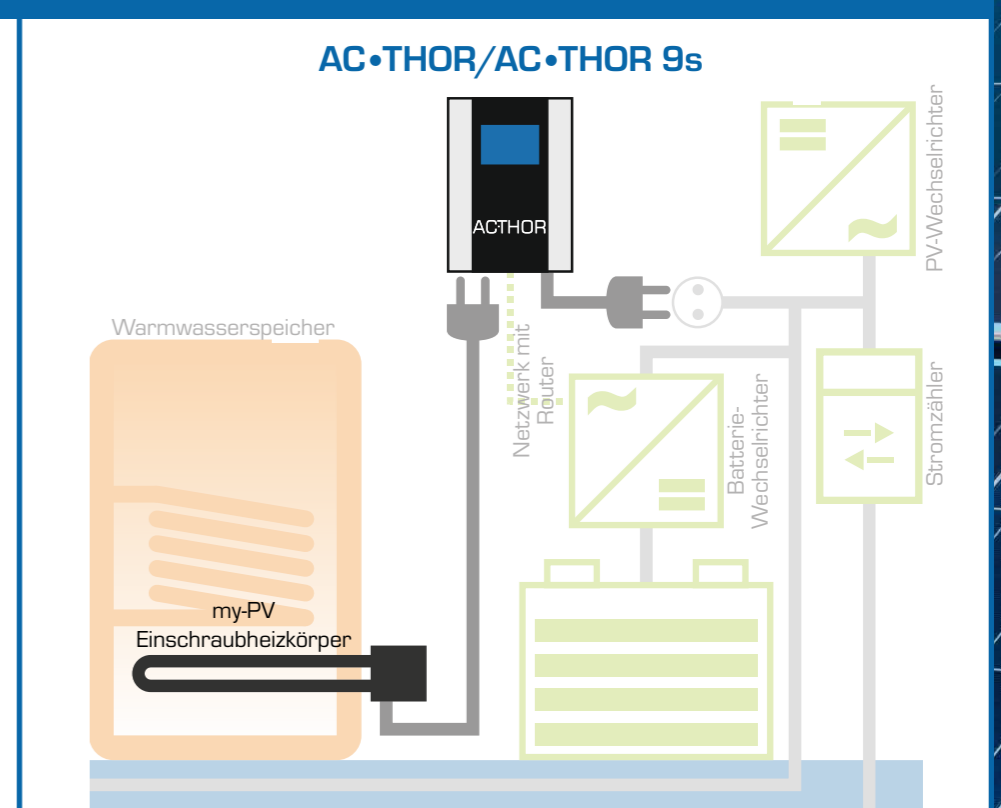 AC•THOR/AC•THOR 9s
ACTHOR
PV-Wechselrichter
Warmwasserspeicher
Netzwerk mit
Router
Batterie-
Wechselrichter
Stromzähler
my-PV
Einschraubheizkörper